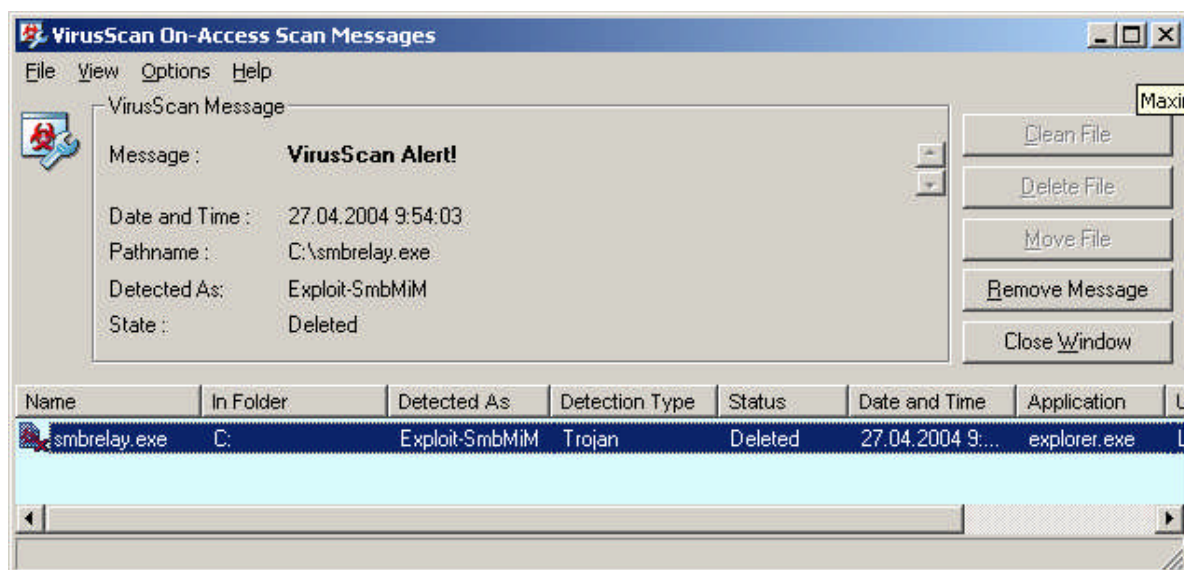 VirusScan On-Access Scan Messages
File View Options Help
Maxi
VirusScan Message
Message : VirusScan Alert!
Date and Time : 27.04.2004 9:54:03
Pathname : C:\smbrelay.exe
Detected As: Exploit-SmbMiM
State : Deleted
Clean File
Delete File
Move File
Remove Message
Close Window
Name In Folder Detected As Detection Type Status Date and Time Application U
smbrelay.exe C: Exploit-SmbMiM Trojan Deleted 27.04.2004 9:... explorer.exe L